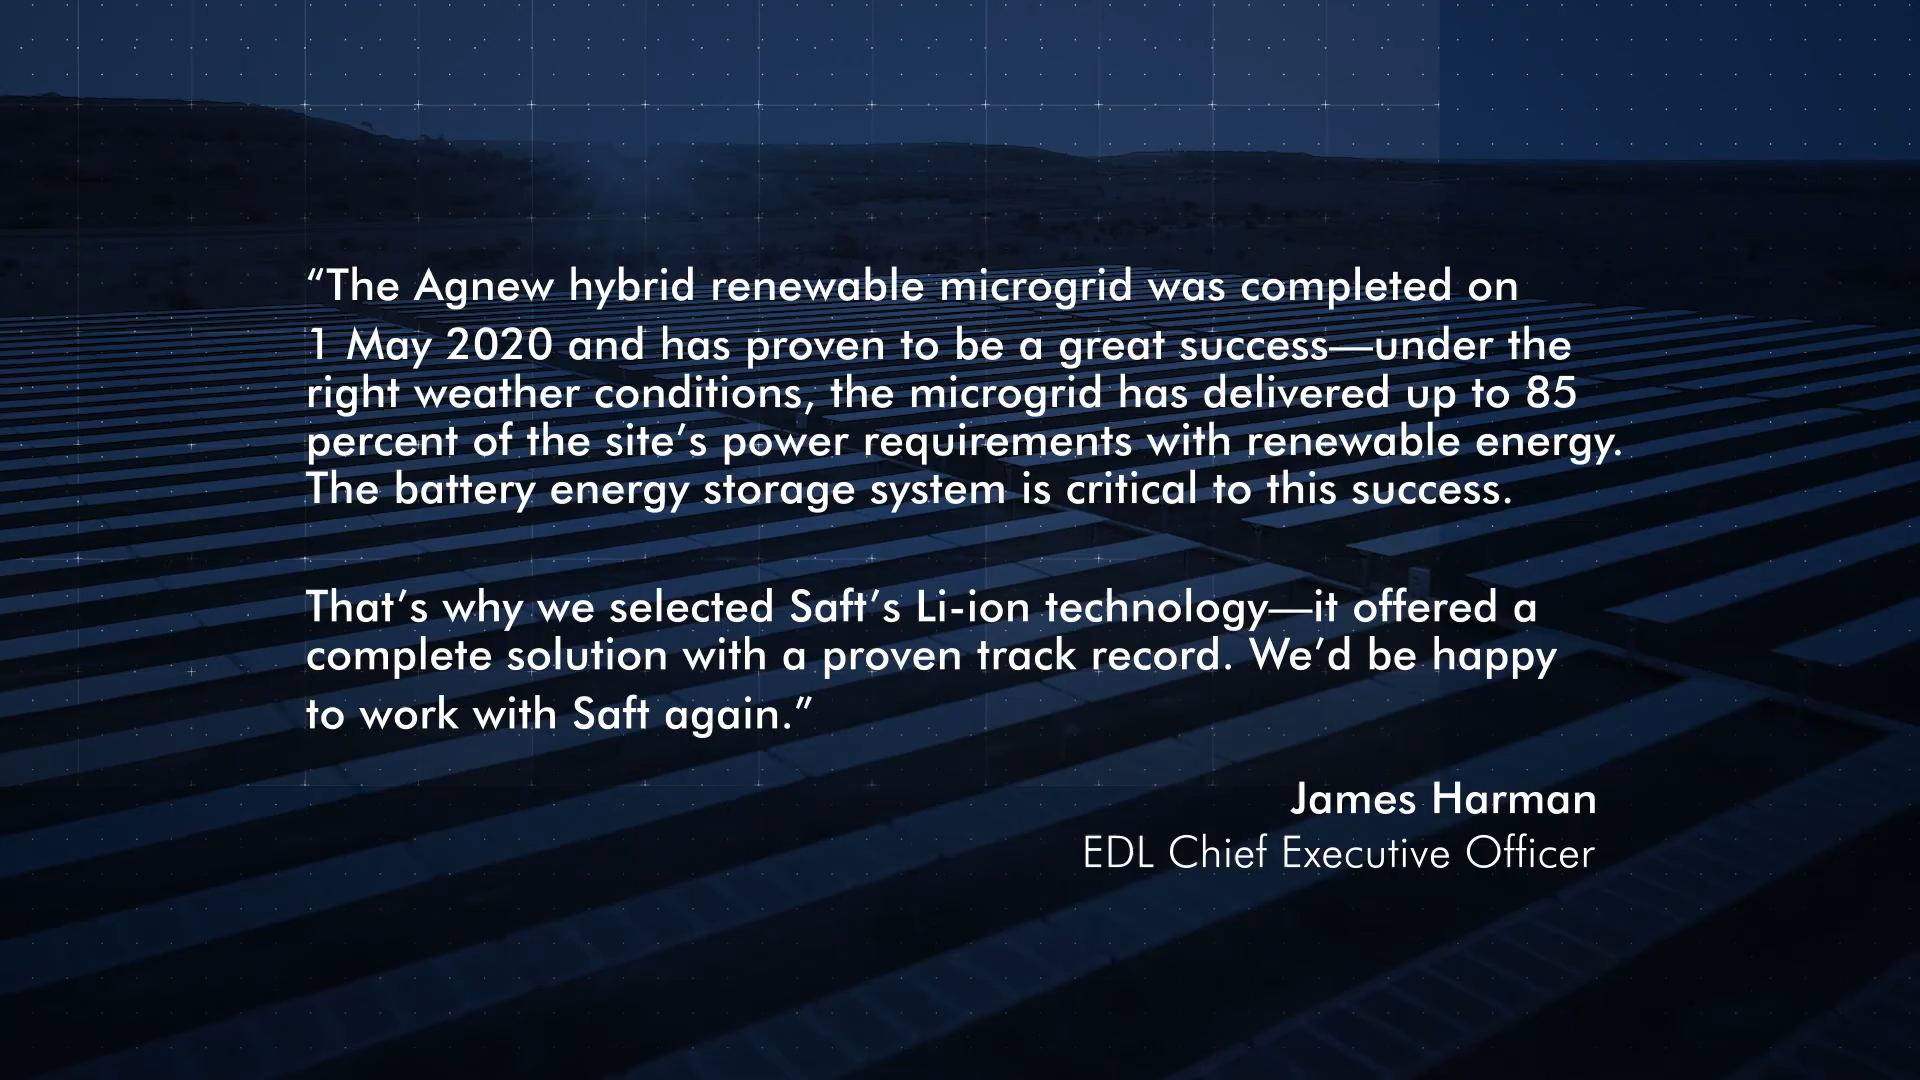 “The Agnew hybrid renewable microgrid was completed on
1 May 2020 and has proven to be a great success—under the
right weather conditions, the microgrid has delivered up to 85
percent of the site’s power requirements with renewable energy.
The battery energy storage system is critical to this success.
That’s why we selected Saft’s Li-ion technology—it offered a
complete solution with a proven track record. We’d be happy
to work with Saft again.”
James Harman
EDL Chief Executive Officer